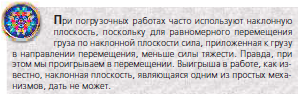 При погрузочных работах часто используют наклонную
плоскость, поскольку для равномерного перемещения
груза по наклонной плоскости сила, приложенная к грузу
в направлении перемещения, меньше силы тяжести. Правда, при
этом мы проигрываем в перемещении. Выигрыша в работе, как из-
вестно, наклонная плоскость, являющаяся одним из простых меха-
низмов, дать не может.